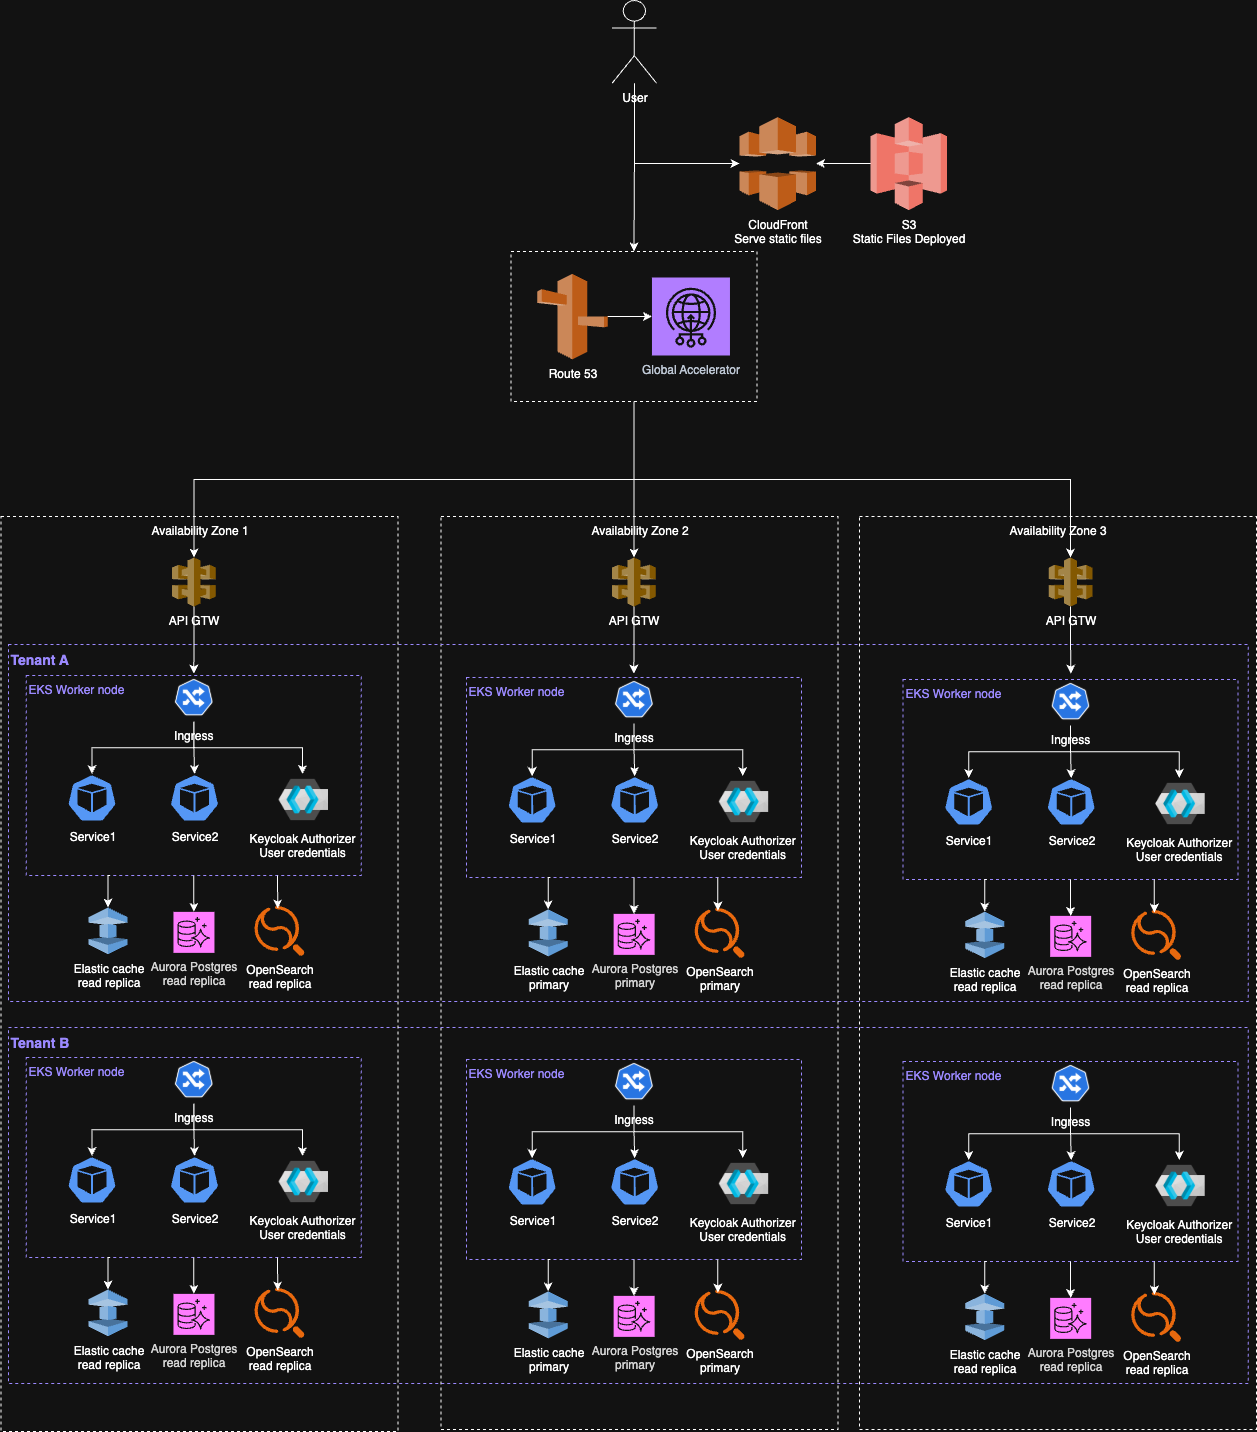 User
CloudFront
Serve static files
S3
Static Files Deployed
Route 53
Global Accelerator
Availability Zone 1
Availability Zone 2
Availability Zone 3
API GTW
API GTW
API GTW
Tenant A
EKS Worker node
Ingress
Service1
Service2
Keycloak Authorizer
User credentials
Elastic cache
read replica
Aurora Postgres
read replica
OpenSearch
read replica
EKS Worker node
Ingress
Service1
Service2
Keycloak Authorizer
User credentials
Elastic cache
primary
Aurora Postgres
primary
OpenSearch
primary
EKS Worker node
Ingress
Service1
Service2
Keycloak Authorizer
User credentials
Elastic cache
read replica
Aurora Postgres
read replica
OpenSearch
read replica
Tenant B
EKS Worker node
Ingress
Service1
Service2
Keycloak Authorizer
User credentials
Elastic cache
read replica
Aurora Postgres
read replica
OpenSearch
read replica
EKS Worker node
Ingress
Service1
Service2
Keycloak Authorizer
User credentials
Elastic cache
primary
Aurora Postgres
primary
OpenSearch
primary
EKS Worker node
Ingress
Service1
Service2
Keycloak Authorizer
User credentials
Elastic cache
read replica
Aurora Postgres
read replica
OpenSearch
read replica